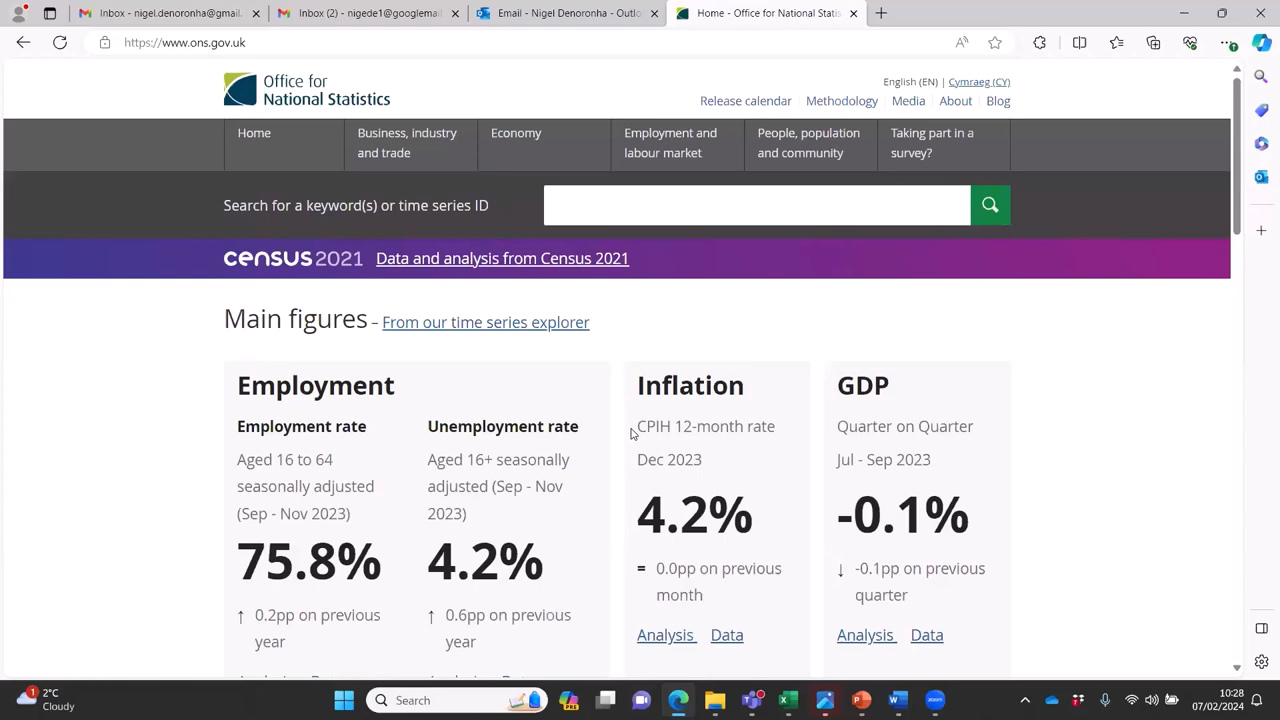 Inbox - nigel.denoronha@gmail.
Inbox (2) - nigede1@googlemail
Email - Nigel Denoronha - Outlo
Home - Office for National Statis
https://www.ons.gov.uk
Office for
National Statistics
English (EN) | Cymraeg (CY)
Release calendar
Methodology
Media
About
Blog
Home
Business, industry
and trade
Economy
Employment and
labour market
People, population
and community
Taking part in a
survey?
Search for a keyword(s) or time series ID
census 2021
Data and analysis from Census 2021
Main figures – From our time series explorer
Employment
Employment rate
Aged 16 to 64
seasonally adjusted
(Sep - Nov 2023)
75.8%
↑ 0.2pp on previous
year
Unemployment rate
Aged 16+ seasonally
adjusted (Sep - Nov
2023)
4.2%
↑ 0.6pp on previous
year
Inflation
CPIH 12-month rate
Dec 2023
4.2%
= 0.0pp on previous
month
Analysis Data
GDP
Quarter on Quarter
Jul - Sep 2023
-0.1%
↓ -0.1pp on previous
quarter
Analysis Data
1
2°C
Cloudy
Search
10:28
07/02/2024